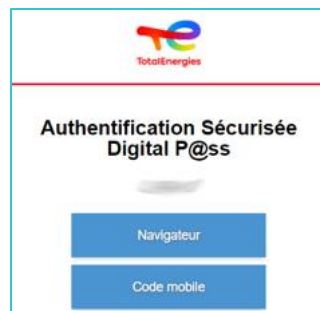 TotalEnergies
Authentification Sécurisée
Digital P@ss
Navigateur
Code mobile